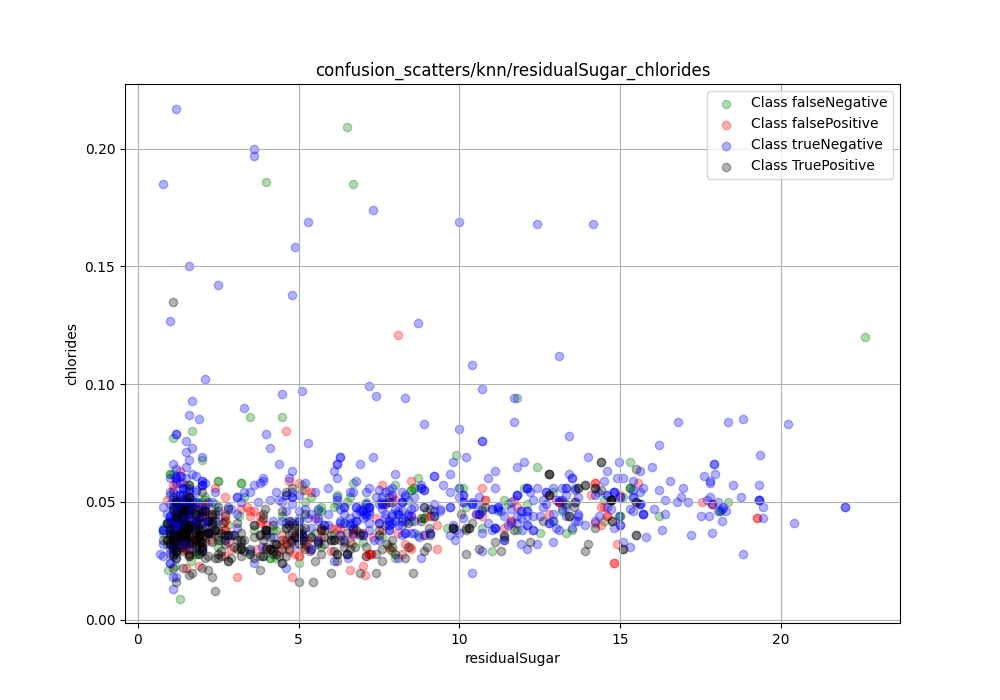 confusion_scatters/knn/residualSugar_chlorides
Class falseNegative
Class falsePositive
Class trueNegative
Class TruePositive
0.20
0.15
0.10
0.05
0.00
chlorides
0 5 10 15 20
residualSugar